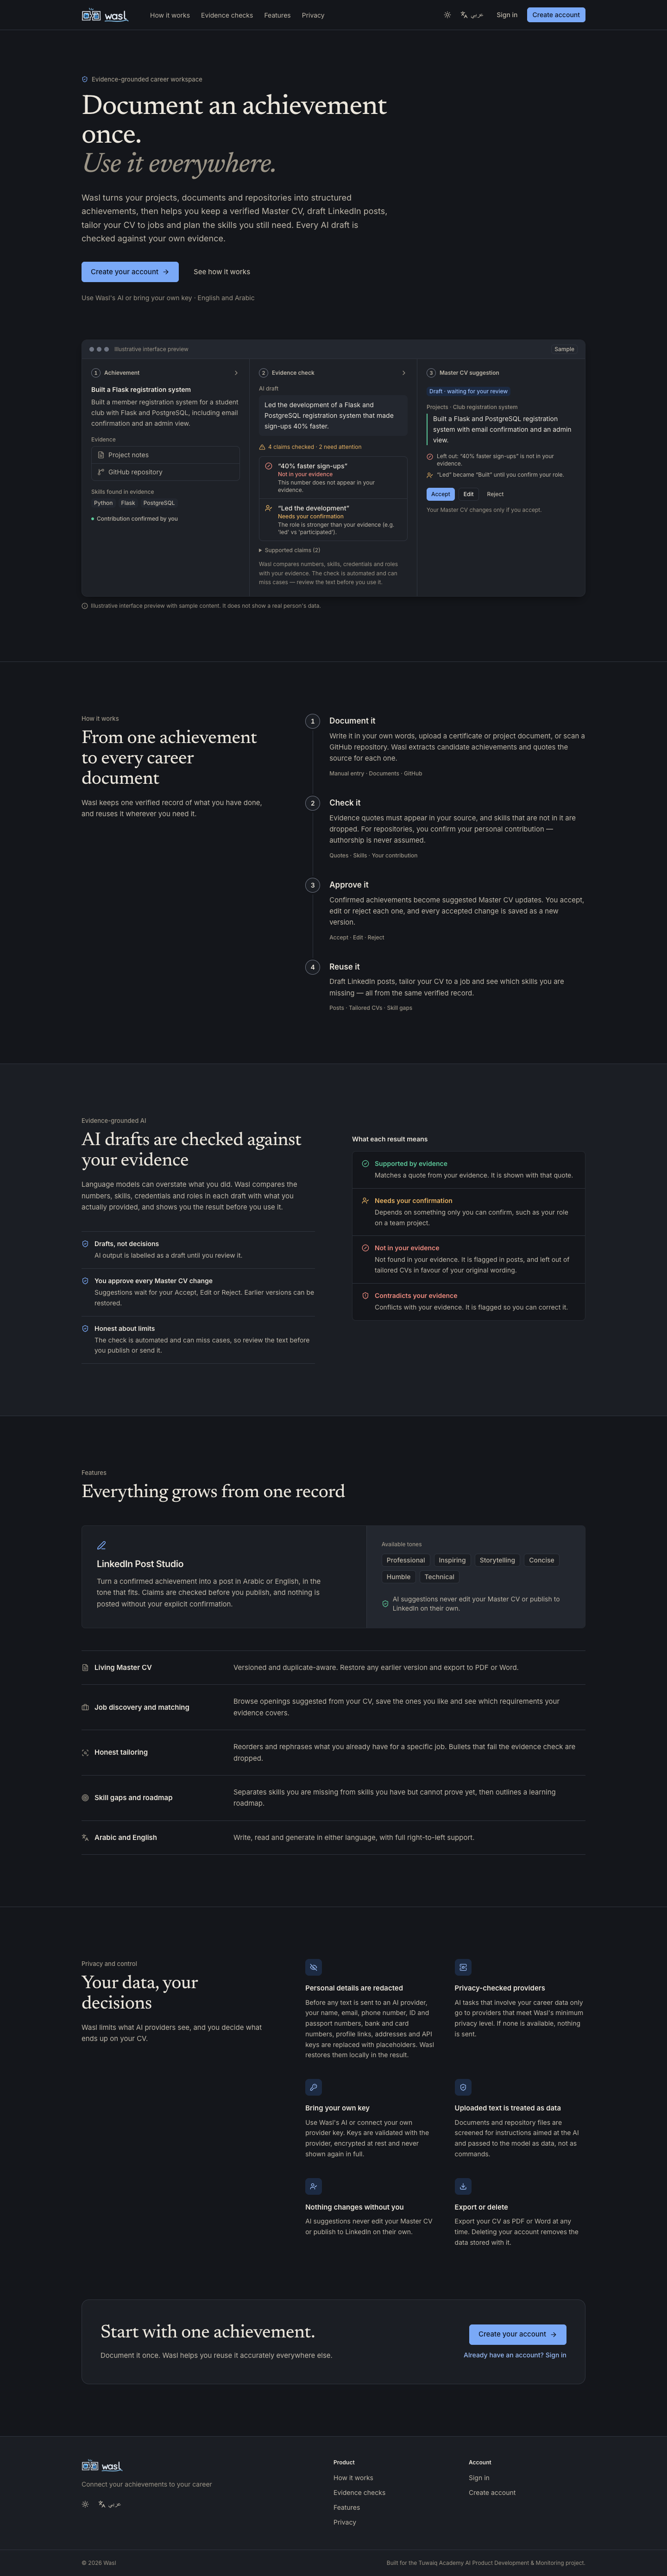 wasl
How it works Evidence checks Features Privacy
عربي
Sign in
Create account
Evidence-grounded career workspace
Document an achievement
once.
Use it everywhere.
Wasl turns your projects, documents and repositories into structured
achievements, then helps you keep a verified Master CV, draft LinkedIn posts,
tailor your CV to jobs and plan the skills you still need. Every AI draft is
checked against your own evidence.
Create your account
See how it works
Use Wasl's AI or bring your own key · English and Arabic
Illustrative interface preview
Sample
1 Achievement
Built a Flask registration system
Built a member registration system for a student
club with Flask and PostgreSQL, including email
confirmation and an admin view.
Evidence
Project notes
GitHub repository
Skills found in evidence
Python Flask PostgreSQL
Contribution confirmed by you
2 Evidence check
AI draft
Led the development of a Flask and
PostgreSQL registration system that made
sign-ups 40% faster.
4 claims checked · 2 need attention
“40% faster sign-ups”
Not in your evidence
This number does not appear in your
evidence.
“Led the development”
Needs your confirmation
The role is stronger than your evidence (e.g.
'led' vs 'participated').
Supported claims (2)
Wasl compares numbers, skills, credentials and roles
with your evidence. The check is automated and can
miss cases — review the text before you use it.
3 Master CV suggestion
Draft · waiting for your review
Projects · Club registration system
Built a Flask and PostgreSQL registration
system with email confirmation and an admin
view.
Left out: “40% faster sign-ups” is not in your
evidence.
“Led” became “Built” until you confirm your role.
Accept Edit Reject
Your Master CV changes only if you accept.
Illustrative interface preview with sample content. It does not show a real person's data.
How it works
From one achievement
to every career
document
Wasl keeps one verified record of what you have done,
and reuses it wherever you need it.
1 Document it
Write it in your own words, upload a certificate or project document, or scan a
GitHub repository. Wasl extracts candidate achievements and quotes the
source for each one.
Manual entry · Documents · GitHub
2 Check it
Evidence quotes must appear in your source, and skills that are not in it are
dropped. For repositories, you confirm your personal contribution —
authorship is never assumed.
Quotes · Skills · Your contribution
3 Approve it
Confirmed achievements become suggested Master CV updates. You accept,
edit or reject each one, and every accepted change is saved as a new
version.
Accept · Edit · Reject
4 Reuse it
Draft LinkedIn posts, tailor your CV to a job and see which skills you are
missing — all from the same verified record.
Posts · Tailored CVs · Skill gaps
Evidence-grounded AI
AI drafts are checked against
your evidence
Language models can overstate what you did. Wasl compares the
numbers, skills, credentials and roles in each draft with what you
actually provided, and shows you the result before you use it.
Drafts, not decisions
AI output is labelled as a draft until you review it.
You approve every Master CV change
Suggestions wait for your Accept, Edit or Reject. Earlier versions can be
restored.
Honest about limits
The check is automated and can miss cases, so review the text before
you publish or send it.
What each result means
Supported by evidence
Matches a quote from your evidence. It is shown with that quote.
Needs your confirmation
Depends on something only you can confirm, such as your role
on a team project.
Not in your evidence
Not found in your evidence. It is flagged in posts, and left out of
tailored CVs in favour of your original wording.
Contradicts your evidence
Conflicts with your evidence. It is flagged so you can correct it.
Features
Everything grows from one record
LinkedIn Post Studio
Turn a confirmed achievement into a post in Arabic or English, in the
tone that fits. Claims are checked before you publish, and nothing is
posted without your explicit confirmation.
Available tones
Professional Inspiring Storytelling Concise
Humble Technical
AI suggestions never edit your Master CV or publish to
LinkedIn on their own.
Living Master CV
Versioned and duplicate-aware. Restore any earlier version and export to PDF or Word.
Job discovery and matching
Browse openings suggested from your CV, save the ones you like and see which requirements your
evidence covers.
Honest tailoring
Reorders and rephrases what you already have for a specific job. Bullets that fail the evidence check are
dropped.
Skill gaps and roadmap
Separates skills you are missing from skills you have but cannot prove yet, then outlines a learning
roadmap.
Arabic and English
Write, read and generate in either language, with full right-to-left support.
Privacy and control
Your data, your
decisions
Wasl limits what AI providers see, and you decide what
ends up on your CV.
Personal details are redacted
Before any text is sent to an AI provider,
your name, email, phone number, ID and
passport numbers, bank and card
numbers, profile links, addresses and API
keys are replaced with placeholders. Wasl
restores them locally in the result.
Privacy-checked providers
AI tasks that involve your career data only
go to providers that meet Wasl's minimum
privacy level. If none is available, nothing
is sent.
Bring your own key
Use Wasl's AI or connect your own
provider key. Keys are validated with the
provider, encrypted at rest and never
shown again in full.
Uploaded text is treated as data
Documents and repository files are
screened for instructions aimed at the AI
and passed to the model as data, not as
commands.
Nothing changes without you
AI suggestions never edit your Master CV
or publish to LinkedIn on their own.
Export or delete
Export your CV as PDF or Word at any
time. Deleting your account removes the
data stored with it.
Start with one achievement.
Document it once. Wasl helps you reuse it accurately everywhere else.
Create your account
Already have an account? Sign in
wasl
Connect your achievements to your career
عربي
Product
How it works
Evidence checks
Features
Privacy
Account
Sign in
Create account
© 2026 Wasl
Built for the Tuwaiq Academy AI Product Development & Monitoring project.